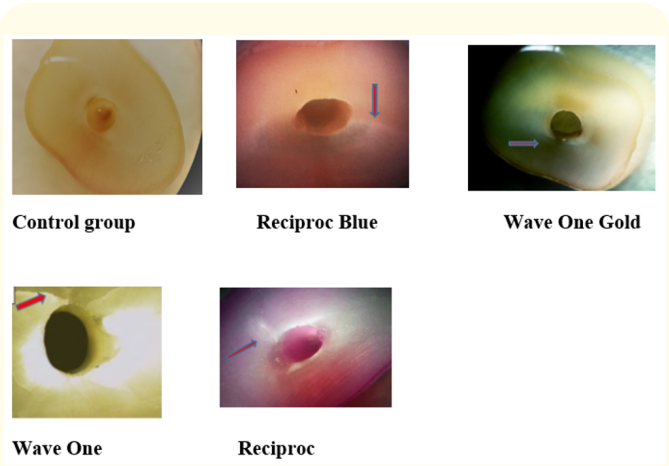 Control group
Reciproc Blue
Wave One Gold
Wave One
Reciproc